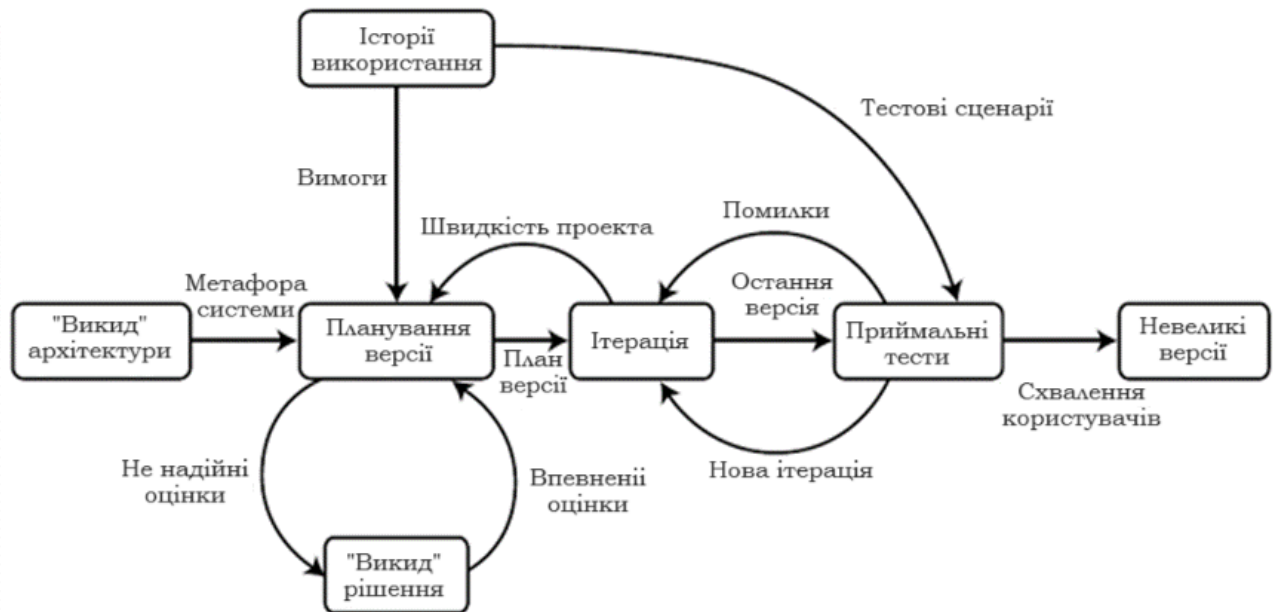 Історії
використання
Тестові сценарії
Вимоги
Помилки
Швидкість проекта
Метафора
системи
Остання
версія
"Викид"
архітектури
Планування
версії
План
версії
Ітерація
Приймальні
тести
Невеликі
версії
Схвалення
користувачів
Не надійні
оцінки
Впевненіі
оцінки
Нова ітерація
"Викид"
рішення